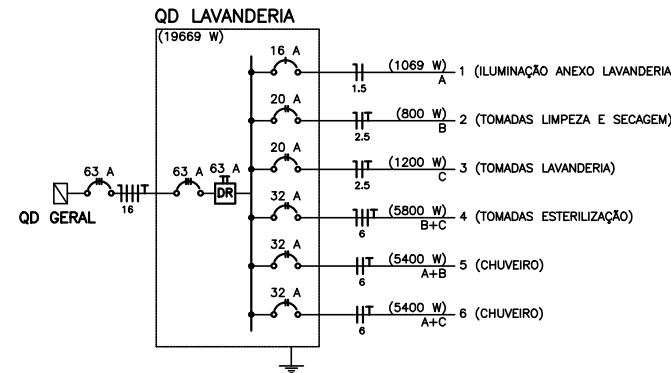 QD LAVANDERIA
(19669 W)
16 A
1.5
(1069 W)
A
1 (ILUMINAÇÃO ANEXO LAVANDERIA
20 A
2.5
(800 W)
B
2 (TOMADAS LIMPEZA E SECAGEM)
20 A
2.5
(1200 W)
C
3 (TOMADAS LAVANDERIA)
63 A
16
63 A
63 A
DR
QD GERAL
32 A
6
(5800 W)
B+C
4 (TOMADAS ESTERILIZAÇÃO)
32 A
6
(5400 W)
A+B
5 (CHUVEIRO)
32 A
6
(5400 W)
A+C
6 (CHUVEIRO)